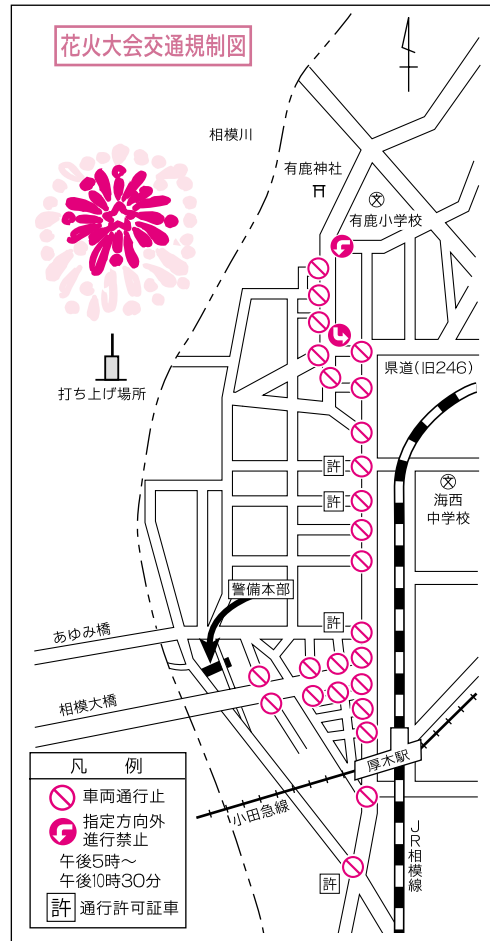 花火大会交通規制図
相模川
有鹿神社
文
有鹿小学校
打ち上げ場所
県道(旧246)
許
文
海西
中学校
許
警備本部
許
あゆみ橋
相模大橋
厚木駅
小田急線
JR相模線
許
凡 例
車両通行止
指定方向外
進行禁止
午後5時～
午後10時30分
許 通行許可証車